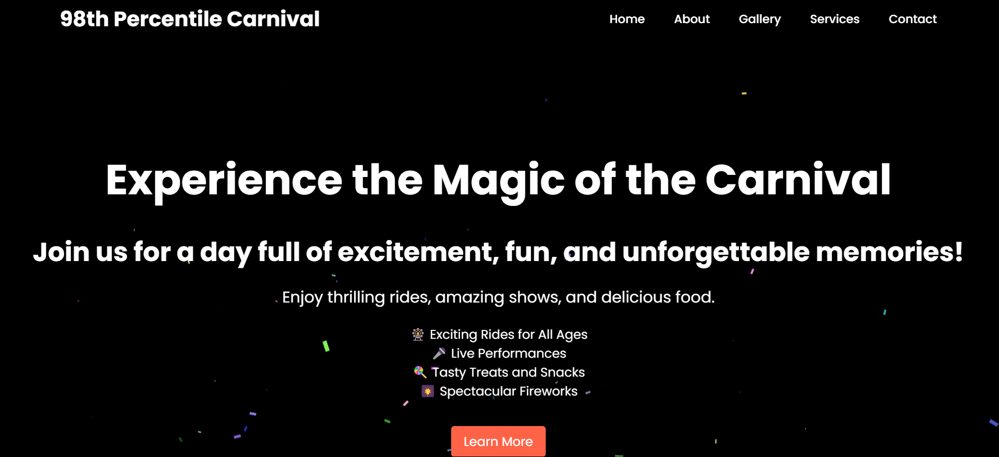 98th Percentile Carnival
Home About Gallery Services Contact
Experience the Magic of the Carnival
Join us for a day full of excitement, fun, and unforgettable memories!
Enjoy thrilling rides, amazing shows, and delicious food.
🎡 Exciting Rides for All Ages
🎤 Live Performances
🍭 Tasty Treats and Snacks
🎆 Spectacular Fireworks
Learn More